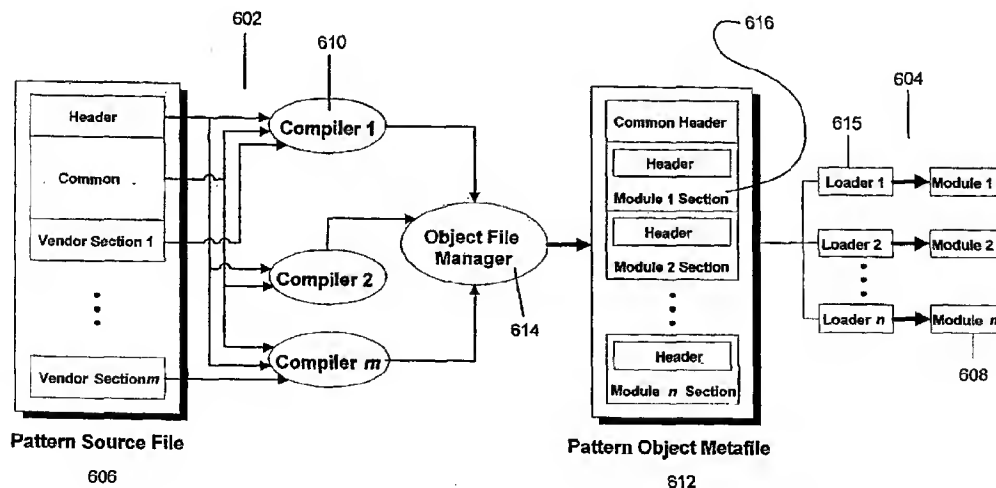 602
610
616
604
615
Header
Common
Vendor Section 1
Vendor Section m
Compiler 1
Compiler 2
Compiler m
Object File
Manager
614
Common Header
Header
Module 1 Section
Header
Module 2 Section
Header
Module n Section
Loader 1
Module 1
Loader 2
Module 2
Loader n
Module n
608
Pattern Source File
606
Pattern Object Metafile
612